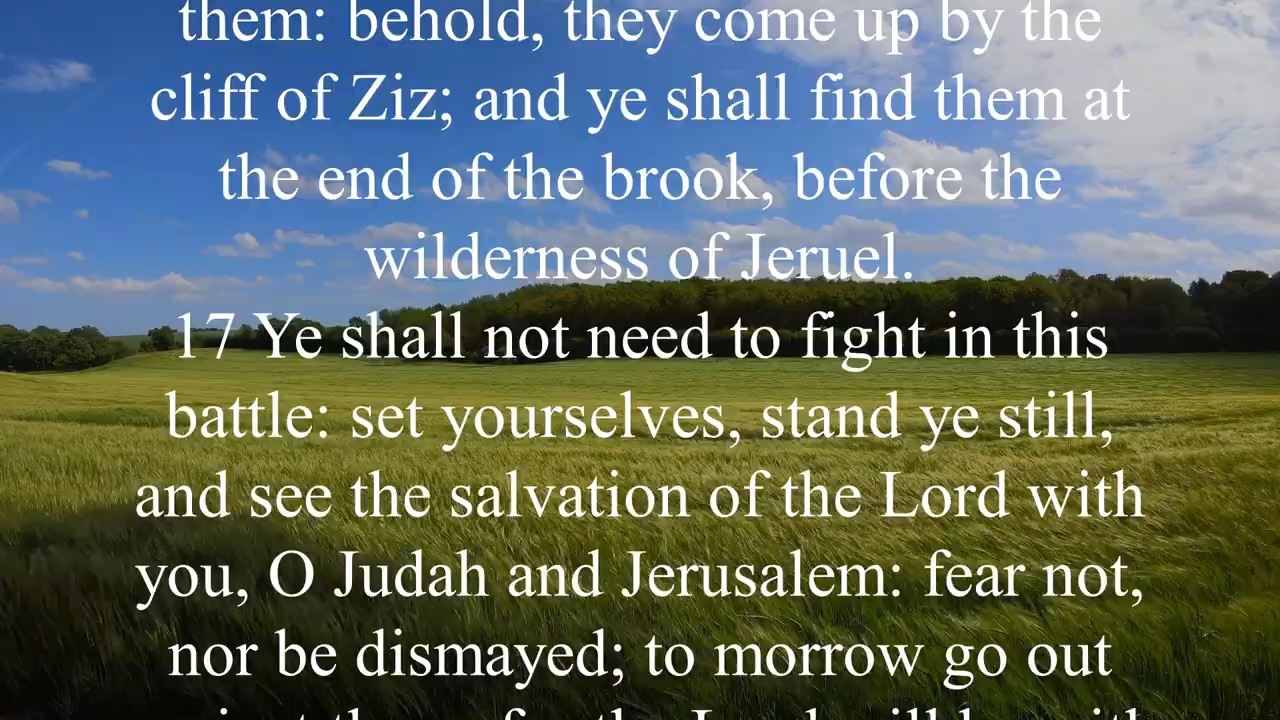 them: behold, they come up by the
cliff of Ziz; and ye shall find them at
the end of the brook, before the
wilderness of Jeruel.
17 Ye shall not need to fight in this
battle: set yourselves, stand ye still,
and see the salvation of the Lord with
you, O Judah and Jerusalem: fear not,
nor be dismayed; to morrow go out